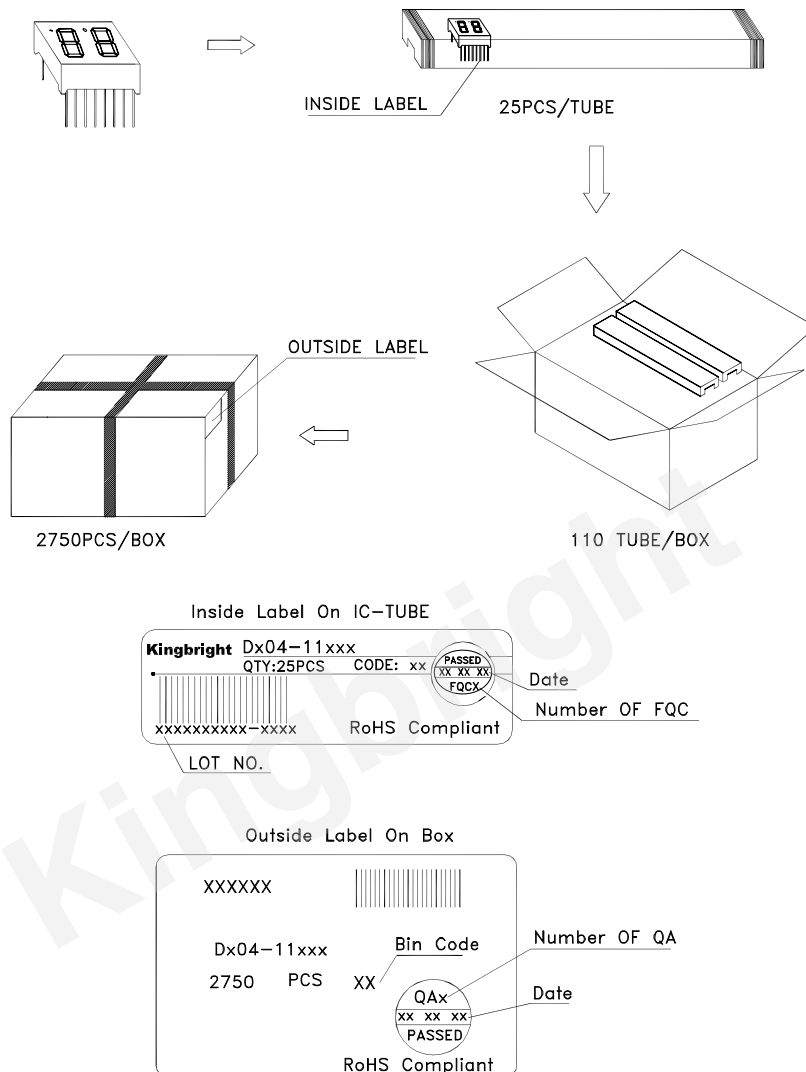 INSIDE LABEL
25PCS/TUBE
OUTSIDE LABEL
2750PCS/BOX
110 TUBE/BOX
Inside Label On IC-TUBE
Kingbright Dx04-11xxx
QTY:25PCS CODE: xx
PASSED
xx xx xx
FQCX
Date
Number OF FQC
xxxxxxxxxx-xxxx
RoHS Compliant
LOT NO.
Outside Label On Box
XXXXXX
Dx04-11xxx
Bin Code
Number OF QA
2750 PCS XX
QAx
Date
xx xx xx
PASSED
RoHS Compliant
Kingbright